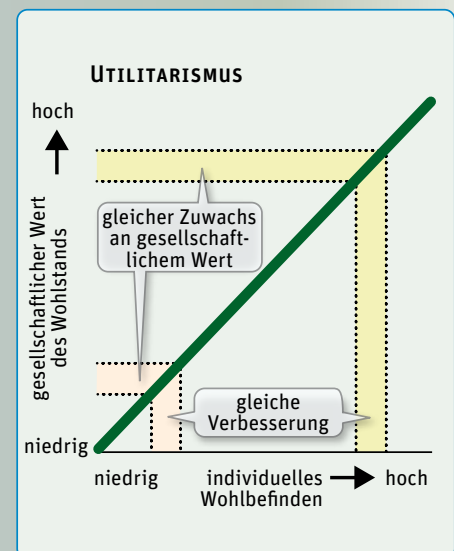 UTILITARISMUS
hoch
gesellschaftlicher Wert
des Wohlstands
gleicher Zuwachs
an gesellschaft-
lichem Wert
gleiche
Verbesserung
niedrig
niedrig
individuelles
Wohlbefinden
hoch